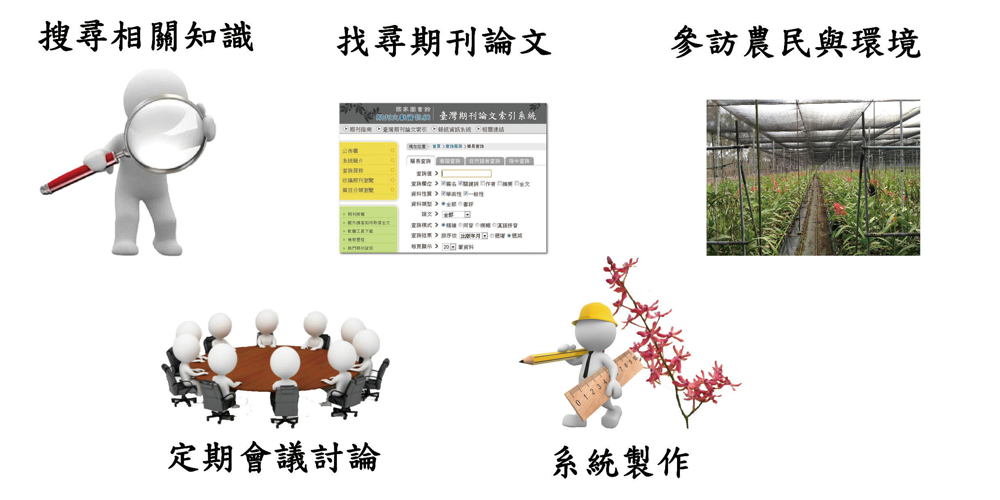 搜尋相關知識
找尋期刊論文
參訪農民與環境
國家圖書館
期刊文獻資訊網
臺灣期刊論文索引系統
期刊指南 臺灣期刊論文索引 報紙資訊系統 相關連結
公佈欄
系統簡介
查詢服務
收編期刊瀏覽
篇目分類瀏覽
期刊授權
館外讀者如何取得全文
軟體工具下載
檢索歷程
熱門期刊資訊
現在位置 首頁 >查詢服務 >簡易查詢
簡易查詢 進階查詢 自然語言查詢 指令查詢
查詢值
查詢欄位 篇名 關鍵詞 作者 摘要 全文
資料性質 學術性 一般性
資料類型 全部 書評
語文 全部
查詢模式 精確 同音 模糊 漢語拼音
查詢結果 排序依 出版年月 遞增 遞減
每頁顯示 20 筆資料
0 1 2 3 4 7 8 9 10
定期會議討論
系統製作